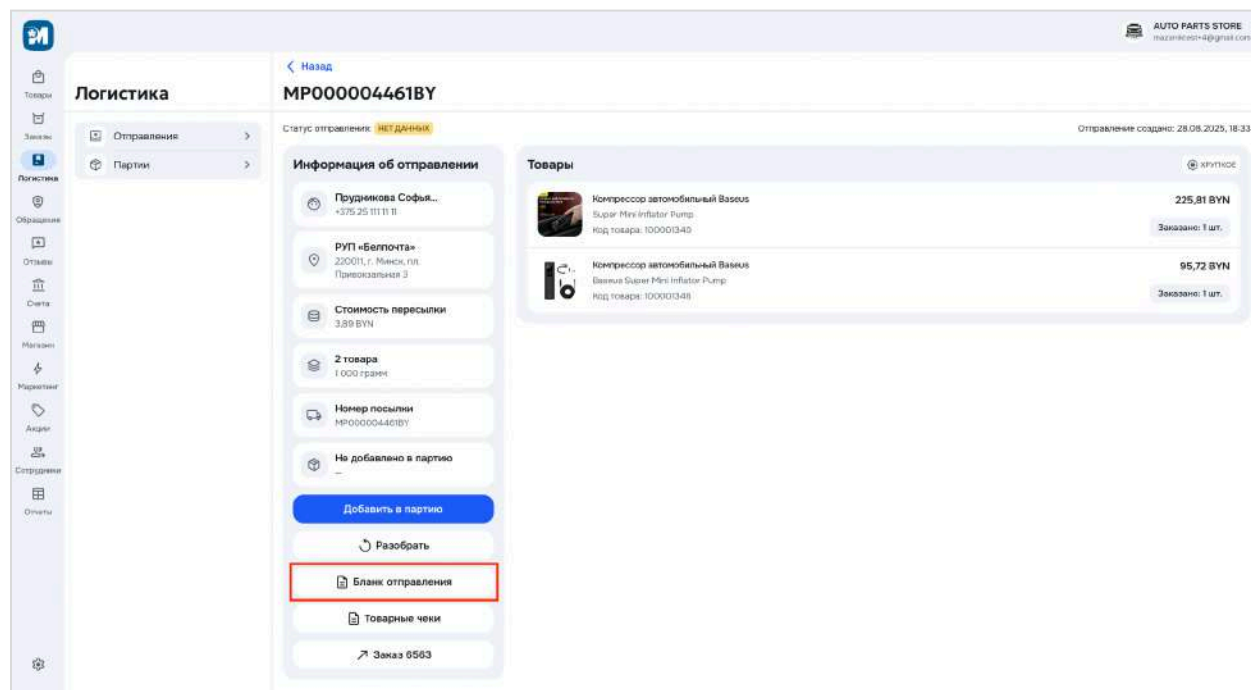 AUTO PARTS STORE
Товары
Заказы
Логистика
Обращения
Отзывы
Счета
Магазин
Маркетинг
Акции
Сотрудники
Отчеты
Логистика
Отправления
Партии
Назад
MP000004461BY
Статус отправления: НЕТ ДАННЫХ
Отправление создано: 28.08.2025, 18:33
Информация об отправлении
Прудникова Софья...
+375 25 111 11 11
РУП «Белпочта»
220011, г. Минск, пл.
Привокзальная 3
Стоимость пересылки
3,89 BYN
2 товара
1 000 грамм
Номер посылки
MP000004461BY
Не добавлено в партию
—
Добавить в партию
Разобрать
Бланк отправления
Товарные чеки
Заказ 6563
Товары
ХРУПКОЕ
Компрессор автомобильный Baseus
225,81 BYN
Super Mini Inflator Pump
Код товара: 100001340
Заказано: 1 шт.
Компрессор автомобильный Baseus
95,72 BYN
Baseus Super Mini Inflator Pump
Код товара: 100001348
Заказано: 1 шт.